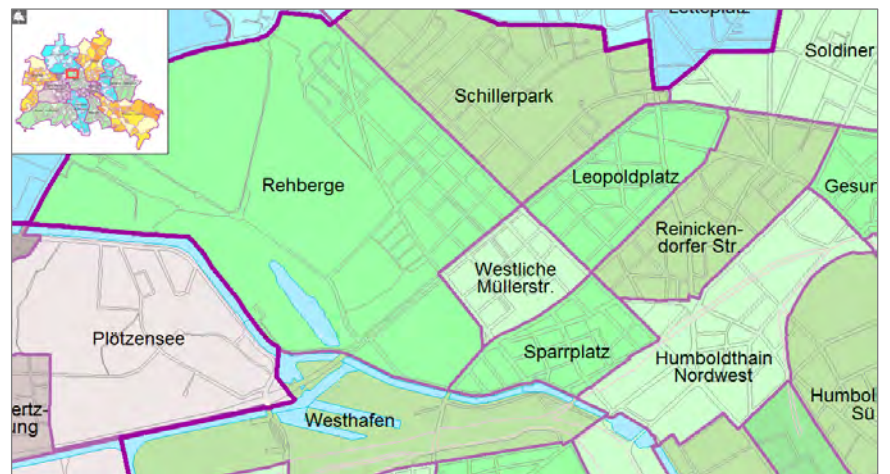 Letteplatz
Soldiner
Schillerpark
Rehberge
Leopoldplatz
Gesun
Reinicken-
dorfer Str.
Westliche
Müllerstr.
Plötzensee
Sparrplatz
Humboldthain
Nordwest
Humbol
Sü
ertz-
ung
Westhafen